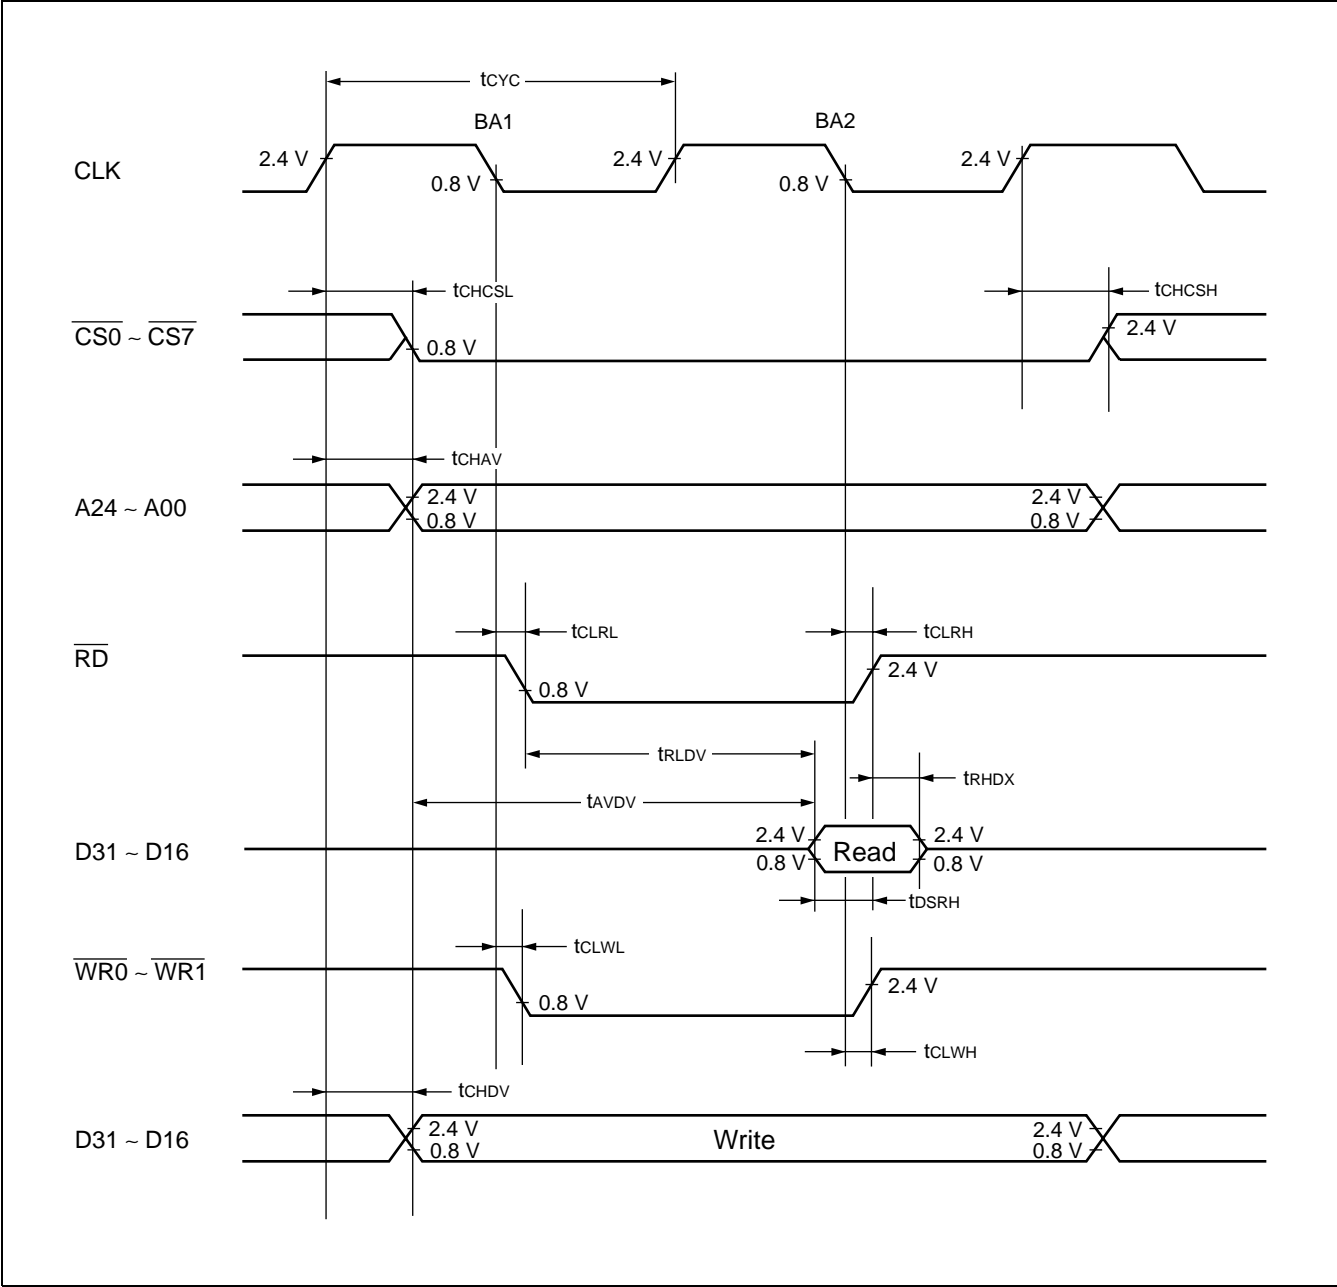 tCYC
BA1
BA2
CLK
2.4 V
0.8 V
2.4 V
0.8 V
2.4 V
tCHCSL
tCHCSH
CS0 ~ CS7
0.8 V
2.4 V
tCHAV
A24 ~ A00
2.4 V
0.8 V
2.4 V
0.8 V
tCLRL
tCLRH
RD
0.8 V
2.4 V
tRLDV
tRHDX
tAVDV
D31 ~ D16
2.4 V
0.8 V
Read
2.4 V
0.8 V
tDSRH
tCLWL
WR0 ~ WR1
0.8 V
2.4 V
tCLWH
tCHDV
D31 ~ D16
2.4 V
0.8 V
Write
2.4 V
0.8 V